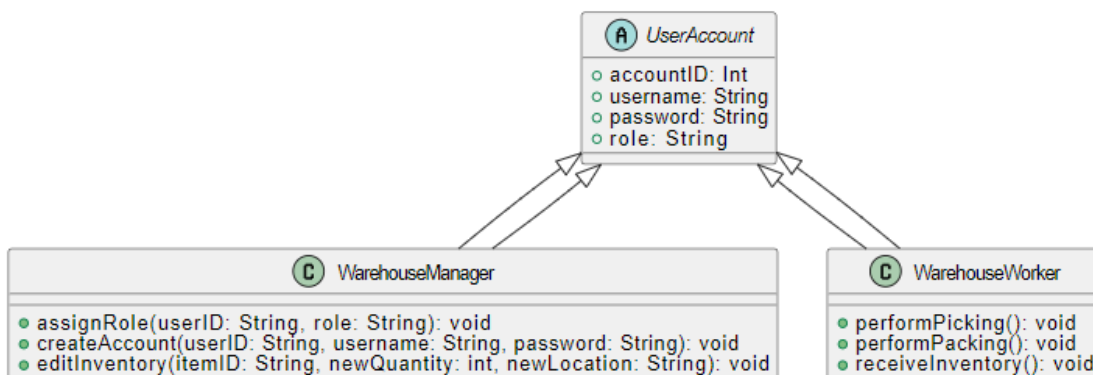 A UserAccount
accountID: Int
username: String
password: String
role: String
C WarehouseManager
assignRole(userID: String, role: String): void
createAccount(userID: String, username: String, password: String): void
editInventory(itemID: String, newQuantity: int, newLocation: String): void
C WarehouseWorker
performPicking(): void
performPacking(): void
receiveInventory(): void